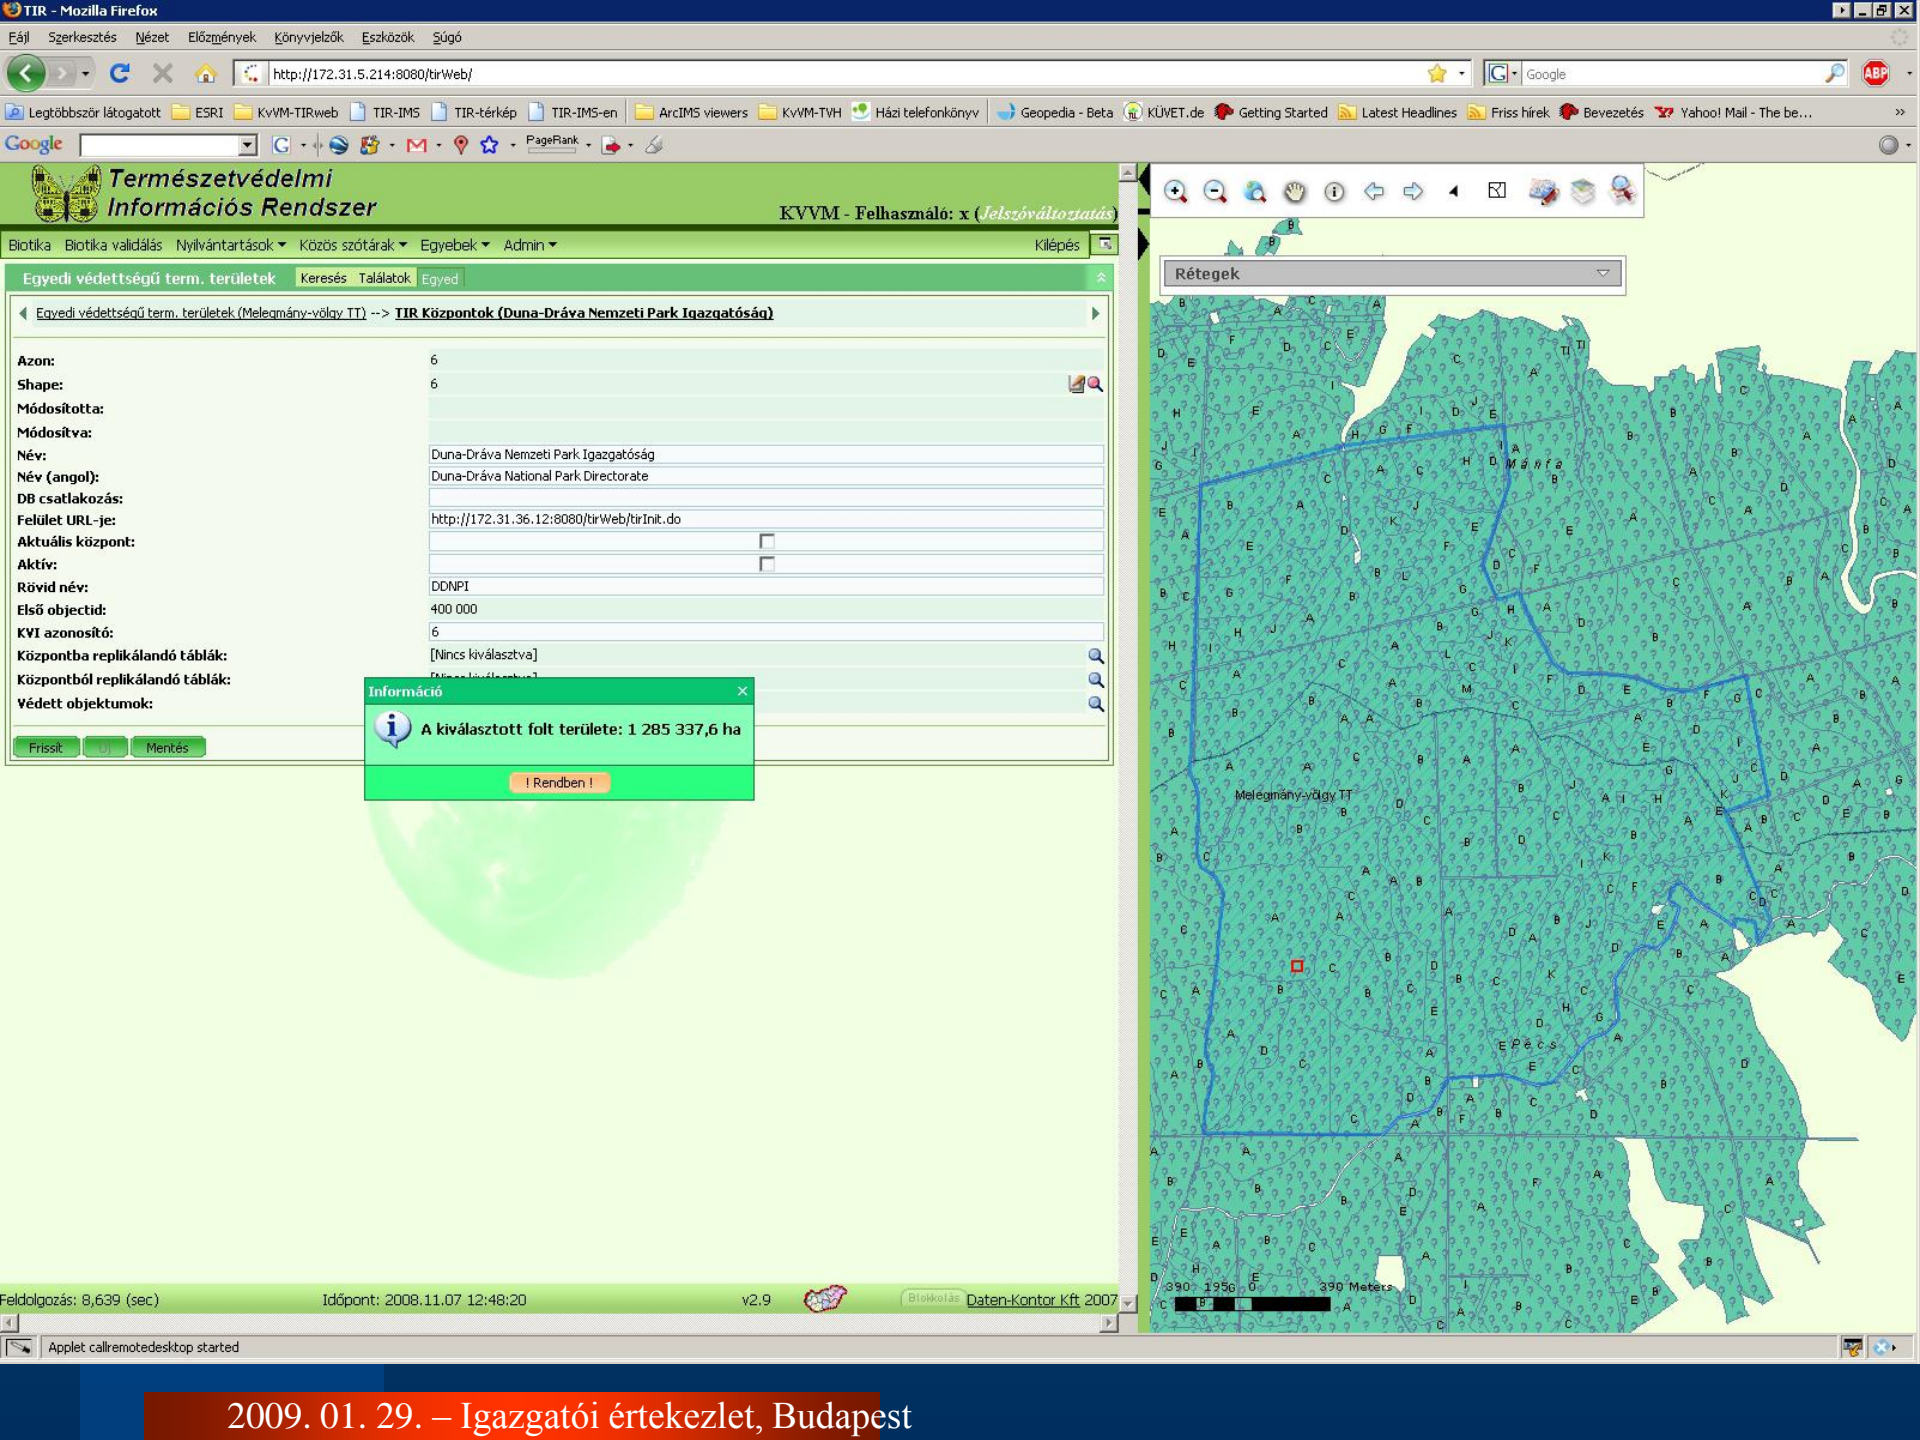 TIR - Mozilla Firefox
Fájl Szerkesztés Nézet Előzmények Könyvjelzők Eszközök Súgó
http://172.31.5.214:8080/tirWeb/
Google
ABP
Legtöbbször látogatott ESRI KvVM-TIRweb TIR-IMS TIR-térkép TIR-IMS-en ArcIMS viewers KvVM-TVH Házi telefonkönyv Geopedia - Beta KÜVET.de Getting Started Latest Headlines Friss hírek Bevezetés Yahoo! Mail - The be...
Google PageRank
Természetvédelmi
Információs Rendszer
KVVM - Felhasználó: x (Jelszóváltoztatás)
Biotika Biotika validálás Nyilvántartások Közös szótárak Egyebek Admin Kilépés
Egyedi védettségű term. területek Keresés Találatok Egyed
Egyedi védettségű term. területek (Melegmány-völgy TT) --> TIR Központok (Duna-Dráva Nemzeti Park Igazgatóság)
Azon: 6
Shape: 6
Módosította:
Módosítva:
Név: Duna-Dráva Nemzeti Park Igazgatóság
Név (angol): Duna-Dráva National Park Directorate
DB csatlakozás:
Felület URL-je: http://172.31.36.12:8080/tirWeb/tirInit.do
Aktuális központ:
Aktív:
Rövid név: DDNPI
Első objectid: 400 000
KVI azonosító: 6
Központba replikálandó táblák: [Nincs kiválasztva]
Központból replikálandó táblák:
Védett objektumok:
Információ
A kiválasztott folt területe: 1 285 337,6 ha
! Rendben !
Frissít Új Mentés
Rétegek
Mánfa
Melegmány-völgy TT
Pécs
390 195 0 390 Meters
Feldolgozás: 8,639 (sec) Időpont: 2008.11.07 12:48:20 v2.9 Blokkolás Daten-Kontor Kft 2007
Applet callremotedesktop started
2009. 01. 29. – Igazgatói értekezlet, Budapest